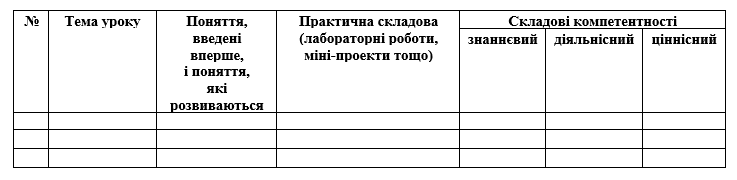 №
Тема уроку
Поняття,
введені
вперше,
і поняття,
які
розвиваються
Практична складова
(лабораторні роботи,
міні-проекти тощо)
Складові компетентності
знаннєвий
діяльнісний
ціннісний